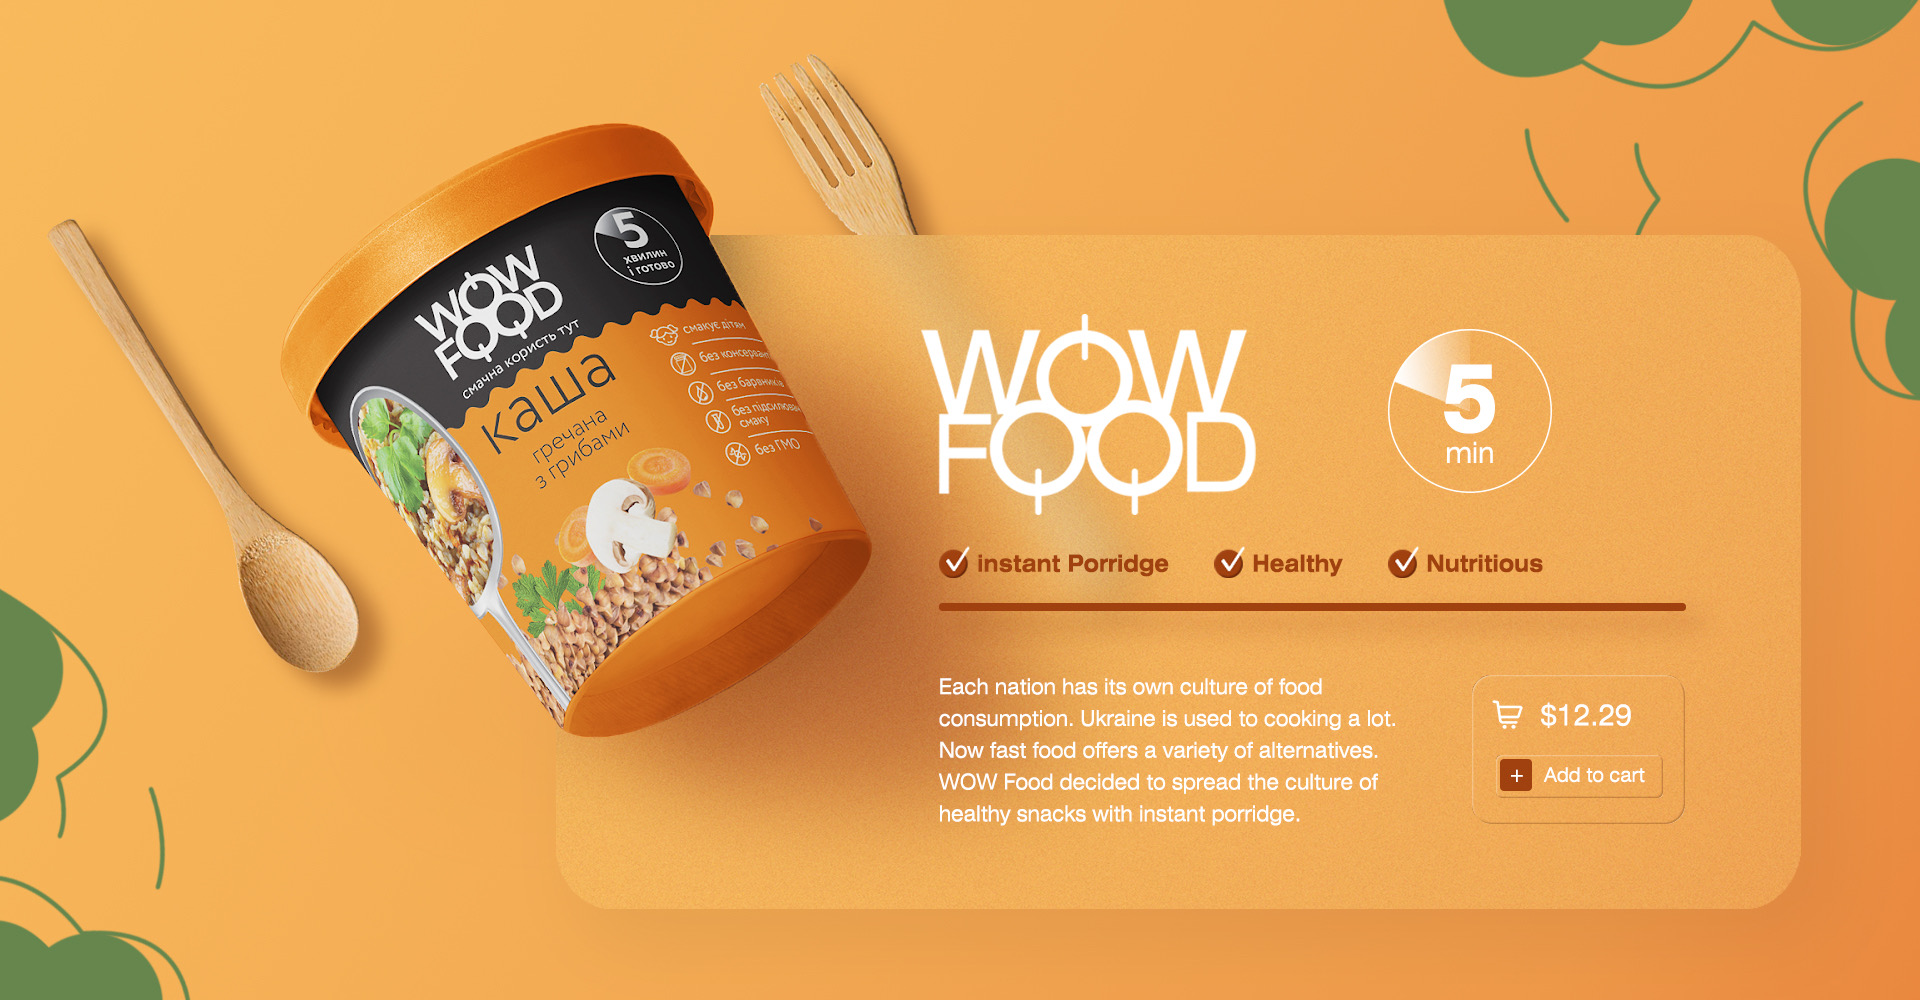 WOW
FOOD
смачна користь тут
5
хвилин
і готово
каша
гречана
з грибами
смакує дітям
без
без барвників
без
смаку
без ГМО
WOW
FOOD
5
min
instant Porridge
Healthy
Nutritious
Each nation has its own culture of food
consumption. Ukraine is used to cooking a lot.
Now fast food offers a variety of alternatives.
WOW Food decided to spread the culture of
healthy snacks with instant porridge.
$12.29
+ Add to cart